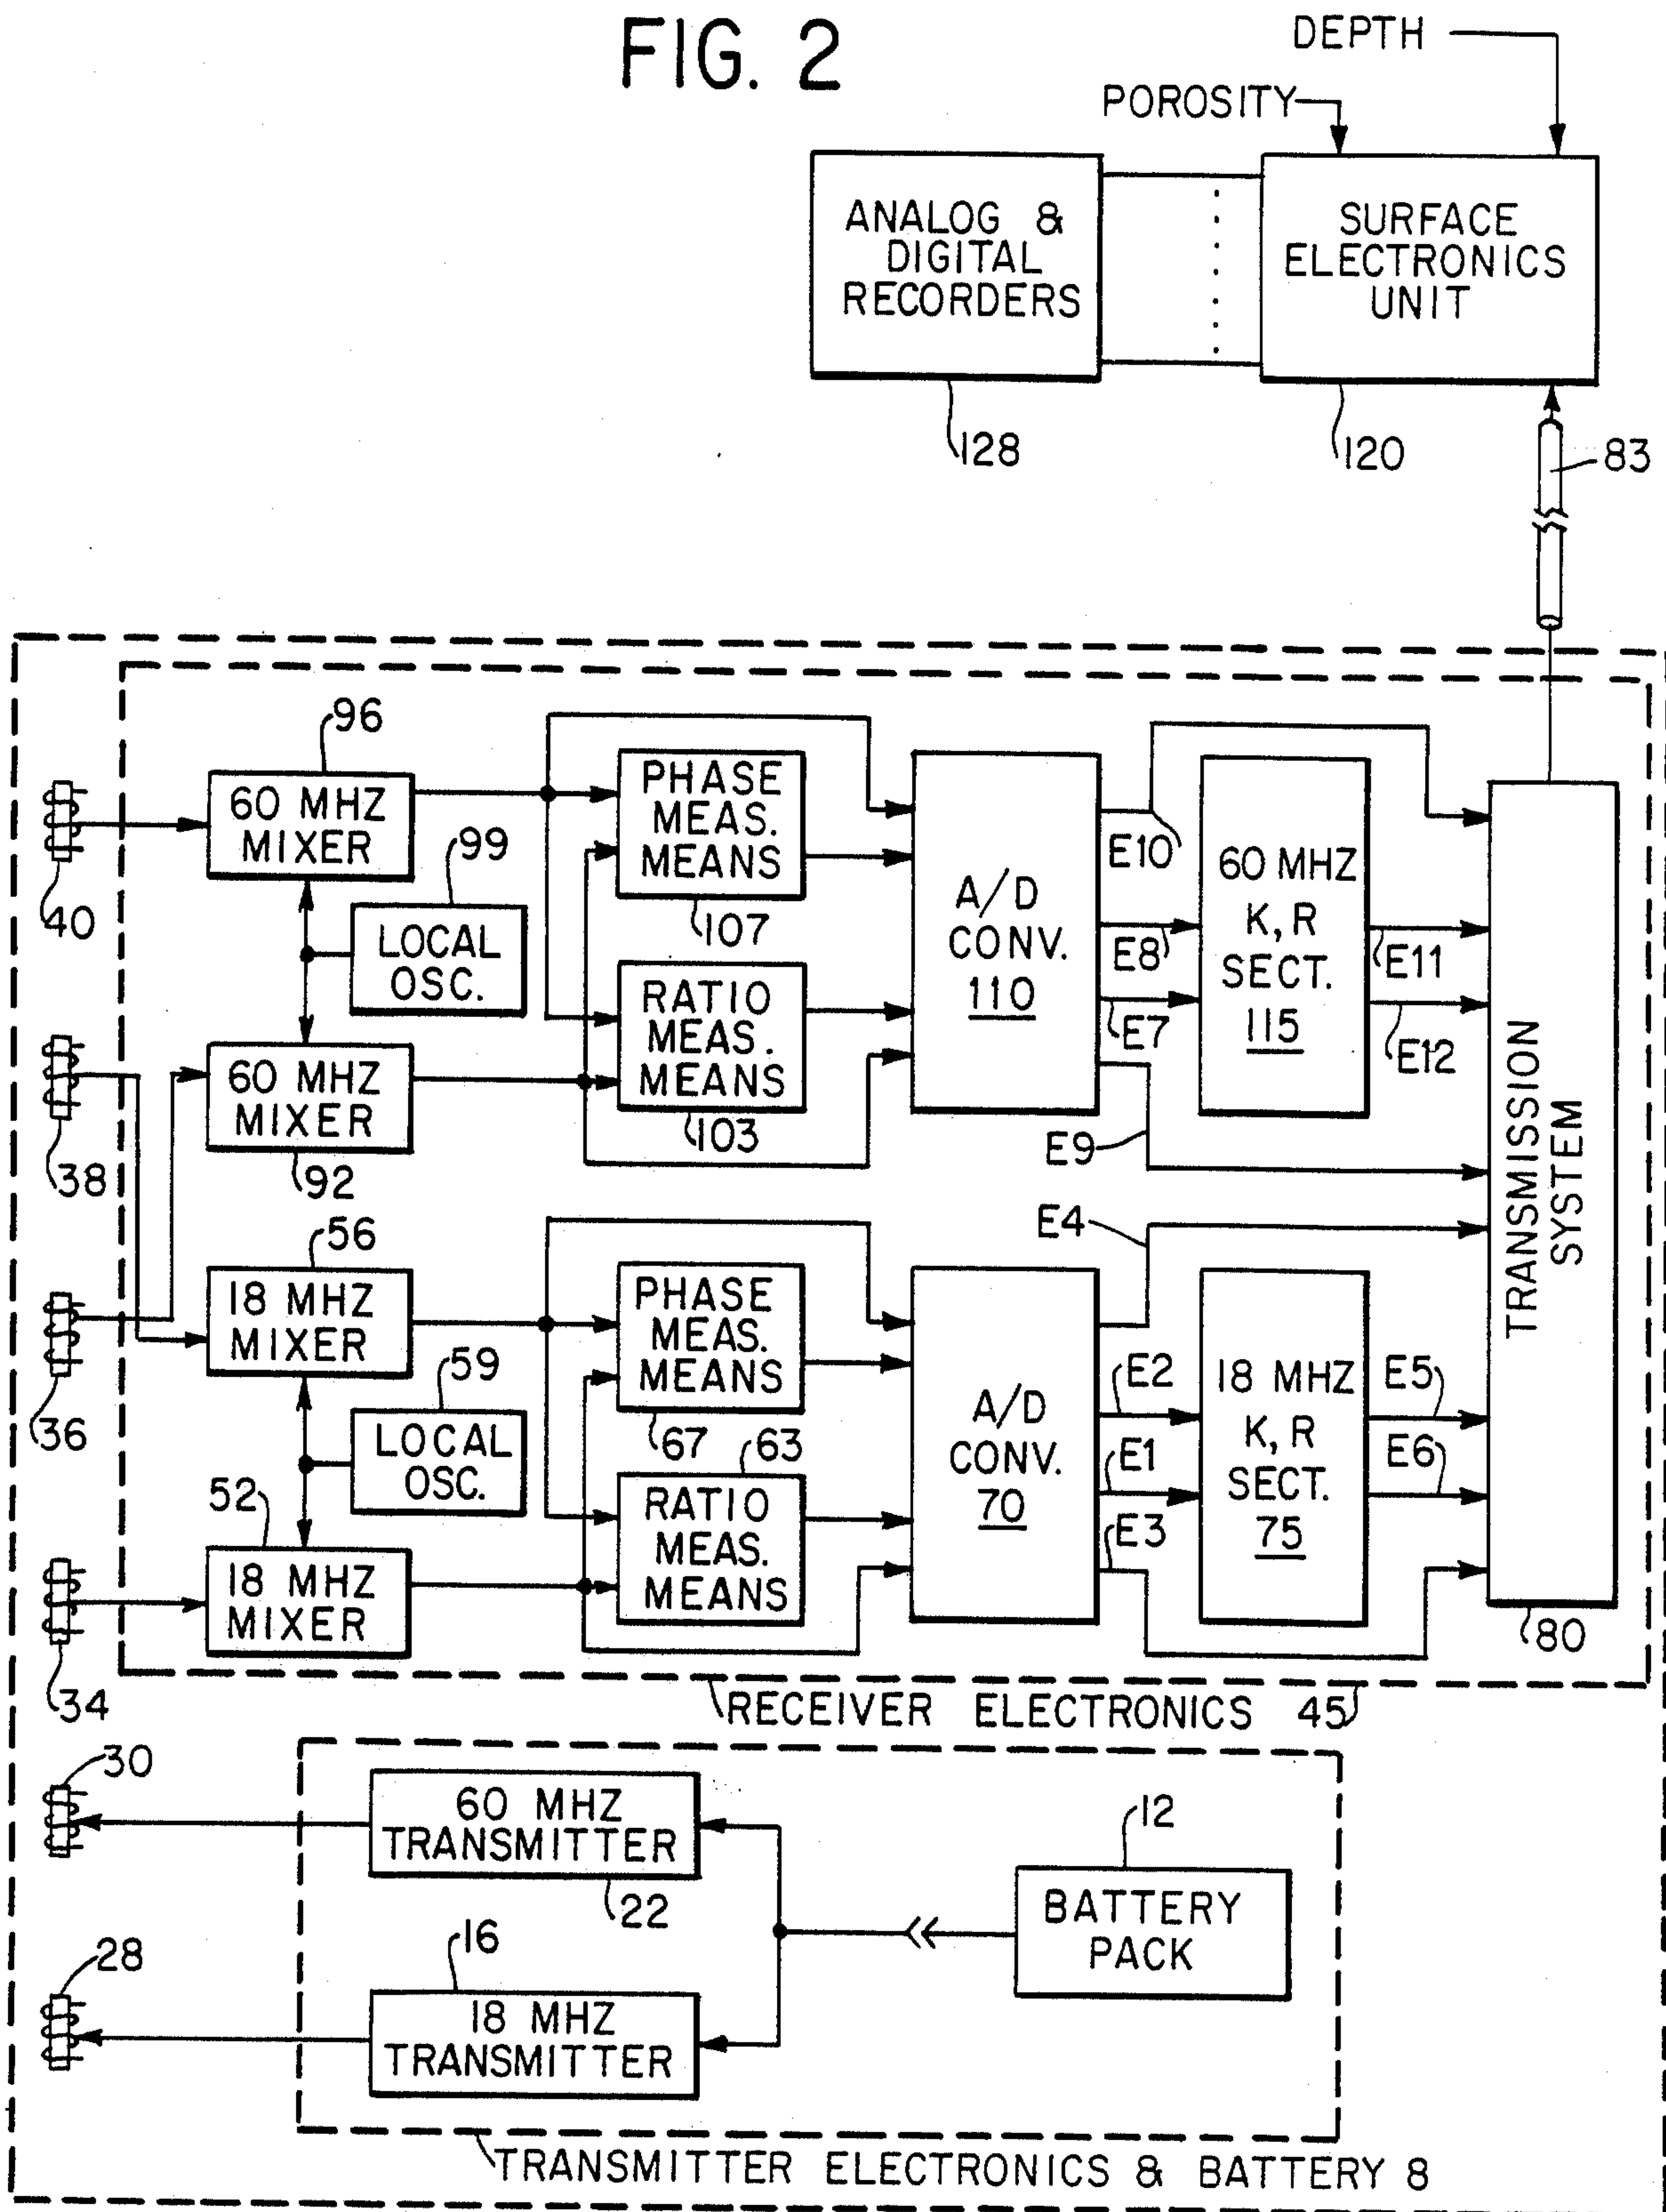 FIG. 2
DEPTH
POROSITY
ANALOG &
DIGITAL
RECORDERS
SURFACE
ELECTRONICS
UNIT
128
120
83
96
60 MHZ
MIXER
40
99
LOCAL
OSC.
PHASE
MEAS.
MEANS
107
RATIO
MEAS.
MEANS
103
A/D
CONV.
110
E10
E8
E7
E9
60 MHZ
K, R
SECT.
115
E11
E12
TRANSMISSION
SYSTEM
38
60 MHZ
MIXER
92
56
18 MHZ
MIXER
36
59
LOCAL
OSC.
PHASE
MEAS.
MEANS
67
63
RATIO
MEAS.
MEANS
A/D
CONV.
70
E4
E2
E1
E3
18 MHZ
K, R
SECT.
75
E5
E6
80
52
18 MHZ
MIXER
34
RECEIVER ELECTRONICS 45
30
60 MHZ
TRANSMITTER
22
12
BATTERY
PACK
28
16
18 MHZ
TRANSMITTER
TRANSMITTER ELECTRONICS & BATTERY 8